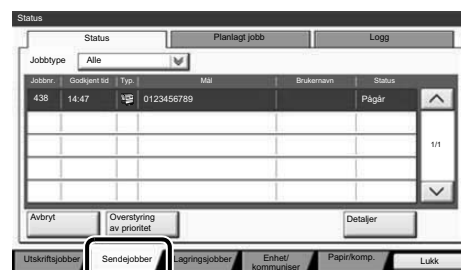 Status
Status Planlagt jobb Logg
Jobbtype Alle
Jobbnr. Godkjent tid Typ. Mål Brukernavn Status
438 14:47 0123456789 Pågår
1/1
Avbryt Overstyring av prioritet Detaljer
Utskriftsjobber Sendejobber Lagringsjobber Enhet/ kommuniser Papir/komp. Lukk